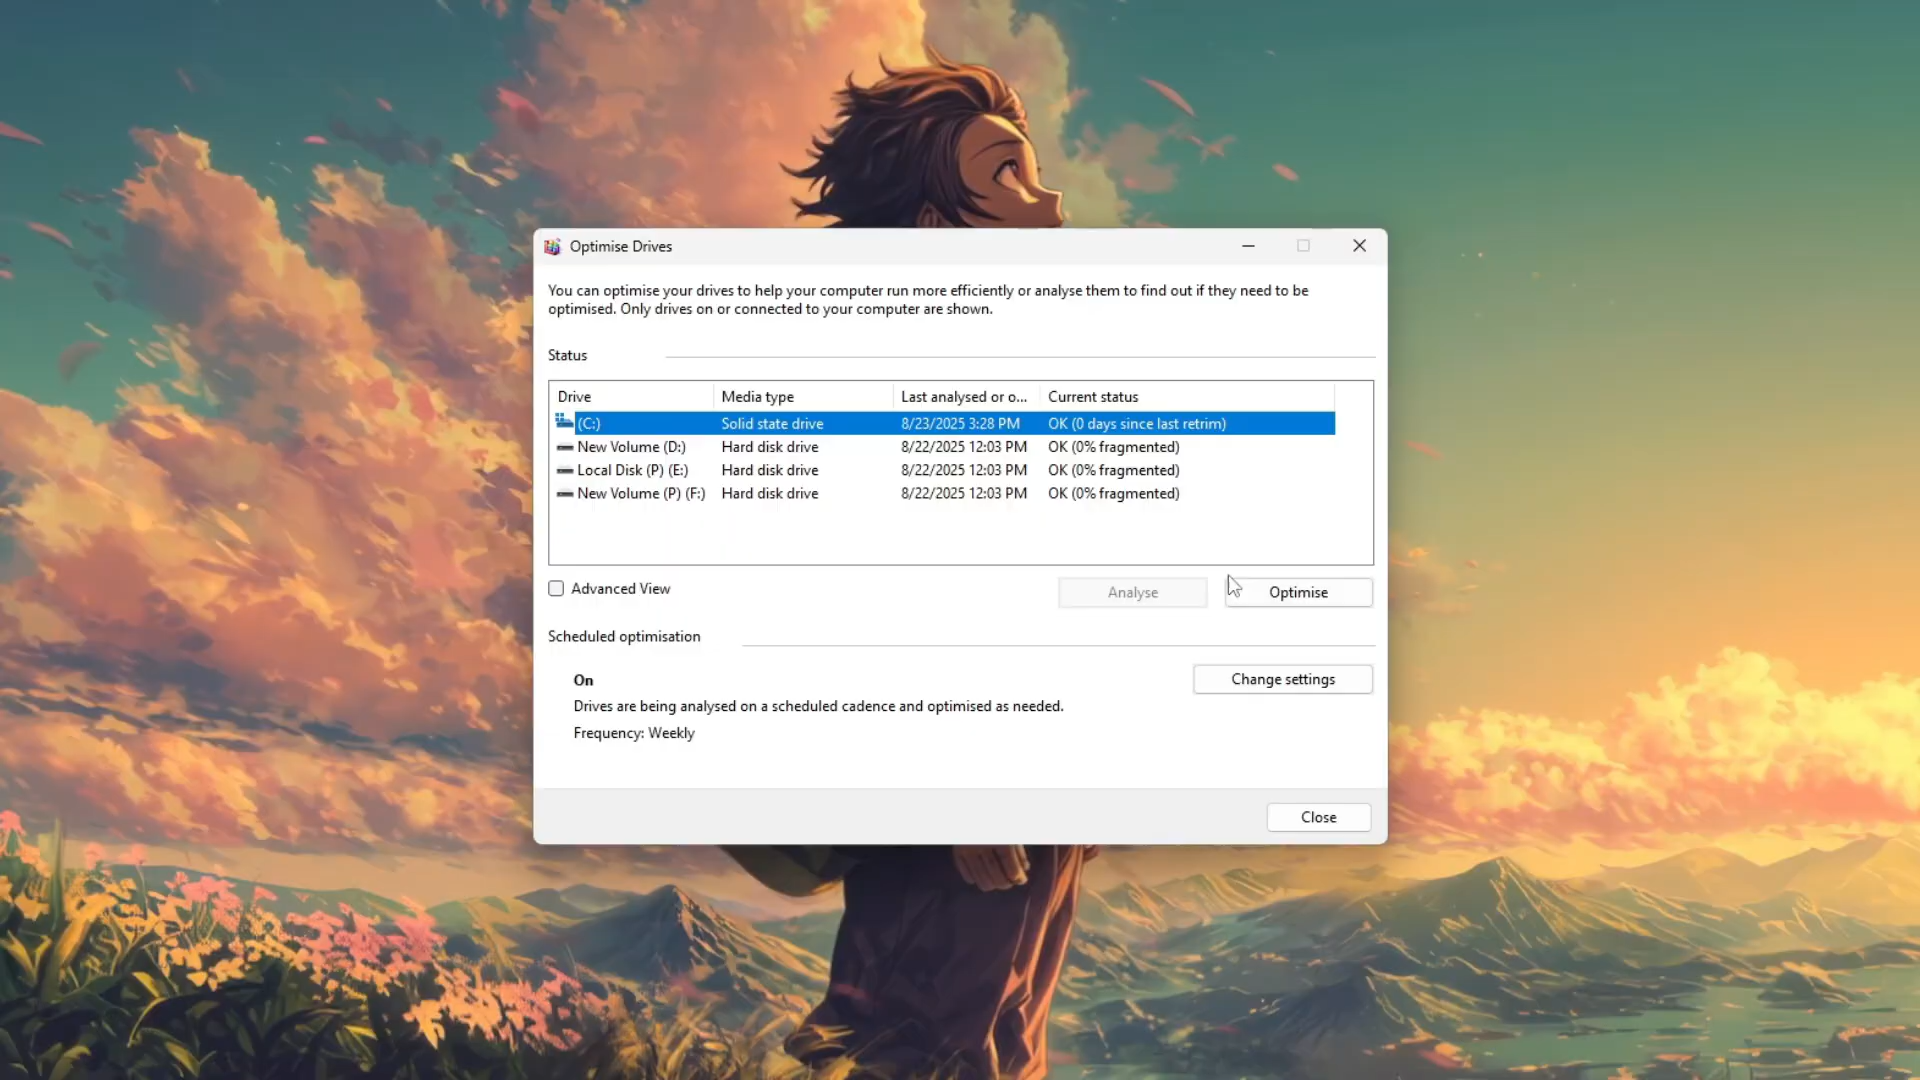 Optimise Drives
You can optimise your drives to help your computer run more efficiently or analyse them to find out if they need to be
optimised. Only drives on or connected to your computer are shown.
Status
Drive Media type Last analysed or o... Current status
(C:) Solid state drive 8/23/2025 3:28 PM OK (0 days since last retrim)
New Volume (D:) Hard disk drive 8/22/2025 12:03 PM OK (0% fragmented)
Local Disk (P) (E:) Hard disk drive 8/22/2025 12:03 PM OK (0% fragmented)
New Volume (P) (F:) Hard disk drive 8/22/2025 12:03 PM OK (0% fragmented)
Advanced View Analyse Optimise
Scheduled optimisation
On Change settings
Drives are being analysed on a scheduled cadence and optimised as needed.
Frequency: Weekly
Close